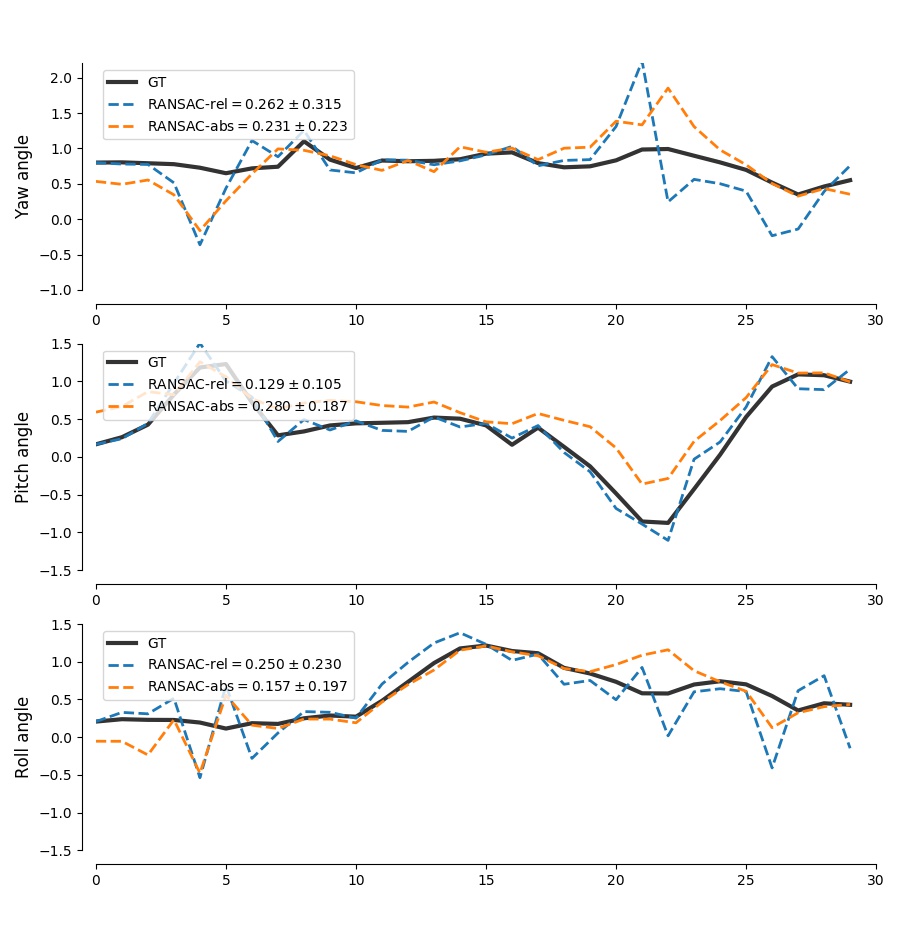 2.0
1.5
1.0
0.5
0.0
−0.5
−1.0
Yaw angle
GT
RANSAC-rel = 0.262 ± 0.315
RANSAC-abs = 0.231 ± 0.223
0 5 10 15 20 25 30
1.5
1.0
0.5
0.0
−0.5
−1.0
−1.5
Pitch angle
GT
RANSAC-rel = 0.129 ± 0.105
RANSAC-abs = 0.280 ± 0.187
0 5 10 15 20 25 30
1.5
1.0
0.5
0.0
−0.5
−1.0
−1.5
Roll angle
GT
RANSAC-rel = 0.250 ± 0.230
RANSAC-abs = 0.157 ± 0.197
0 5 10 15 20 25 30